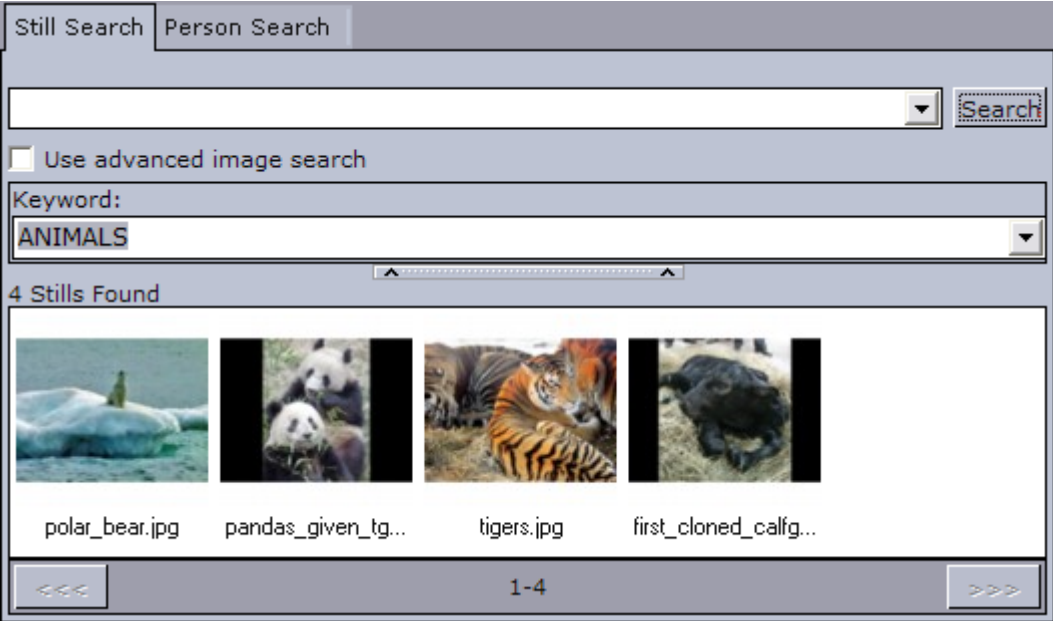 Still Search Person Search
Search
Use advanced image search
Keyword:
ANIMALS
4 Stills Found
polar_bear.jpg pandas_given_tg... tigers.jpg first_cloned_calfg...
<<< 1-4 >>>